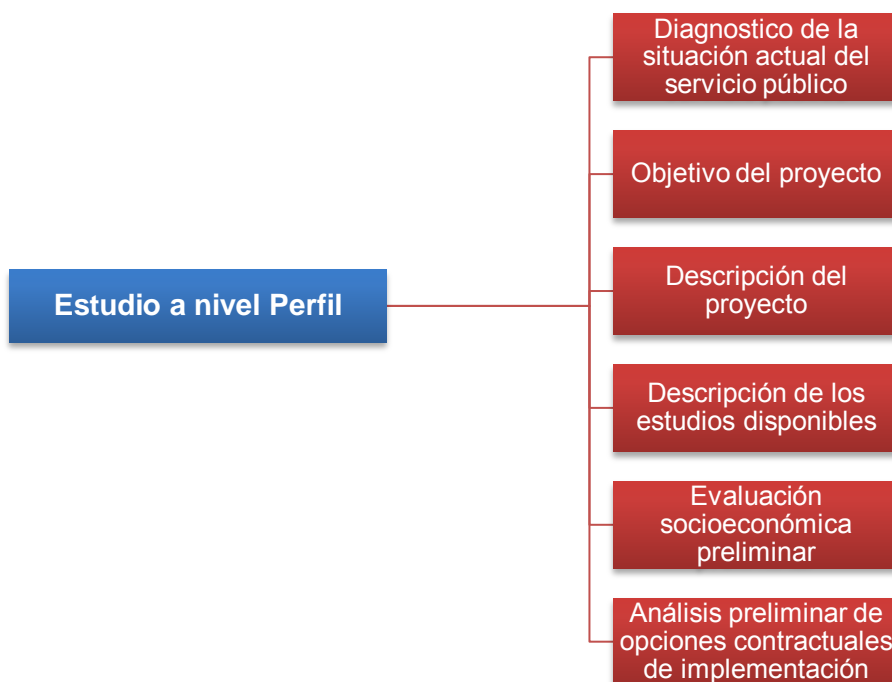 Diagnostico de la
situación actual del
servicio público
Objetivo del proyecto
Estudio a nivel Perfil
Descripción del
proyecto
Descripción de los
estudios disponibles
Evaluación
socioeconómica
preliminar
Análisis preliminar de
opciones contractuales
de implementación